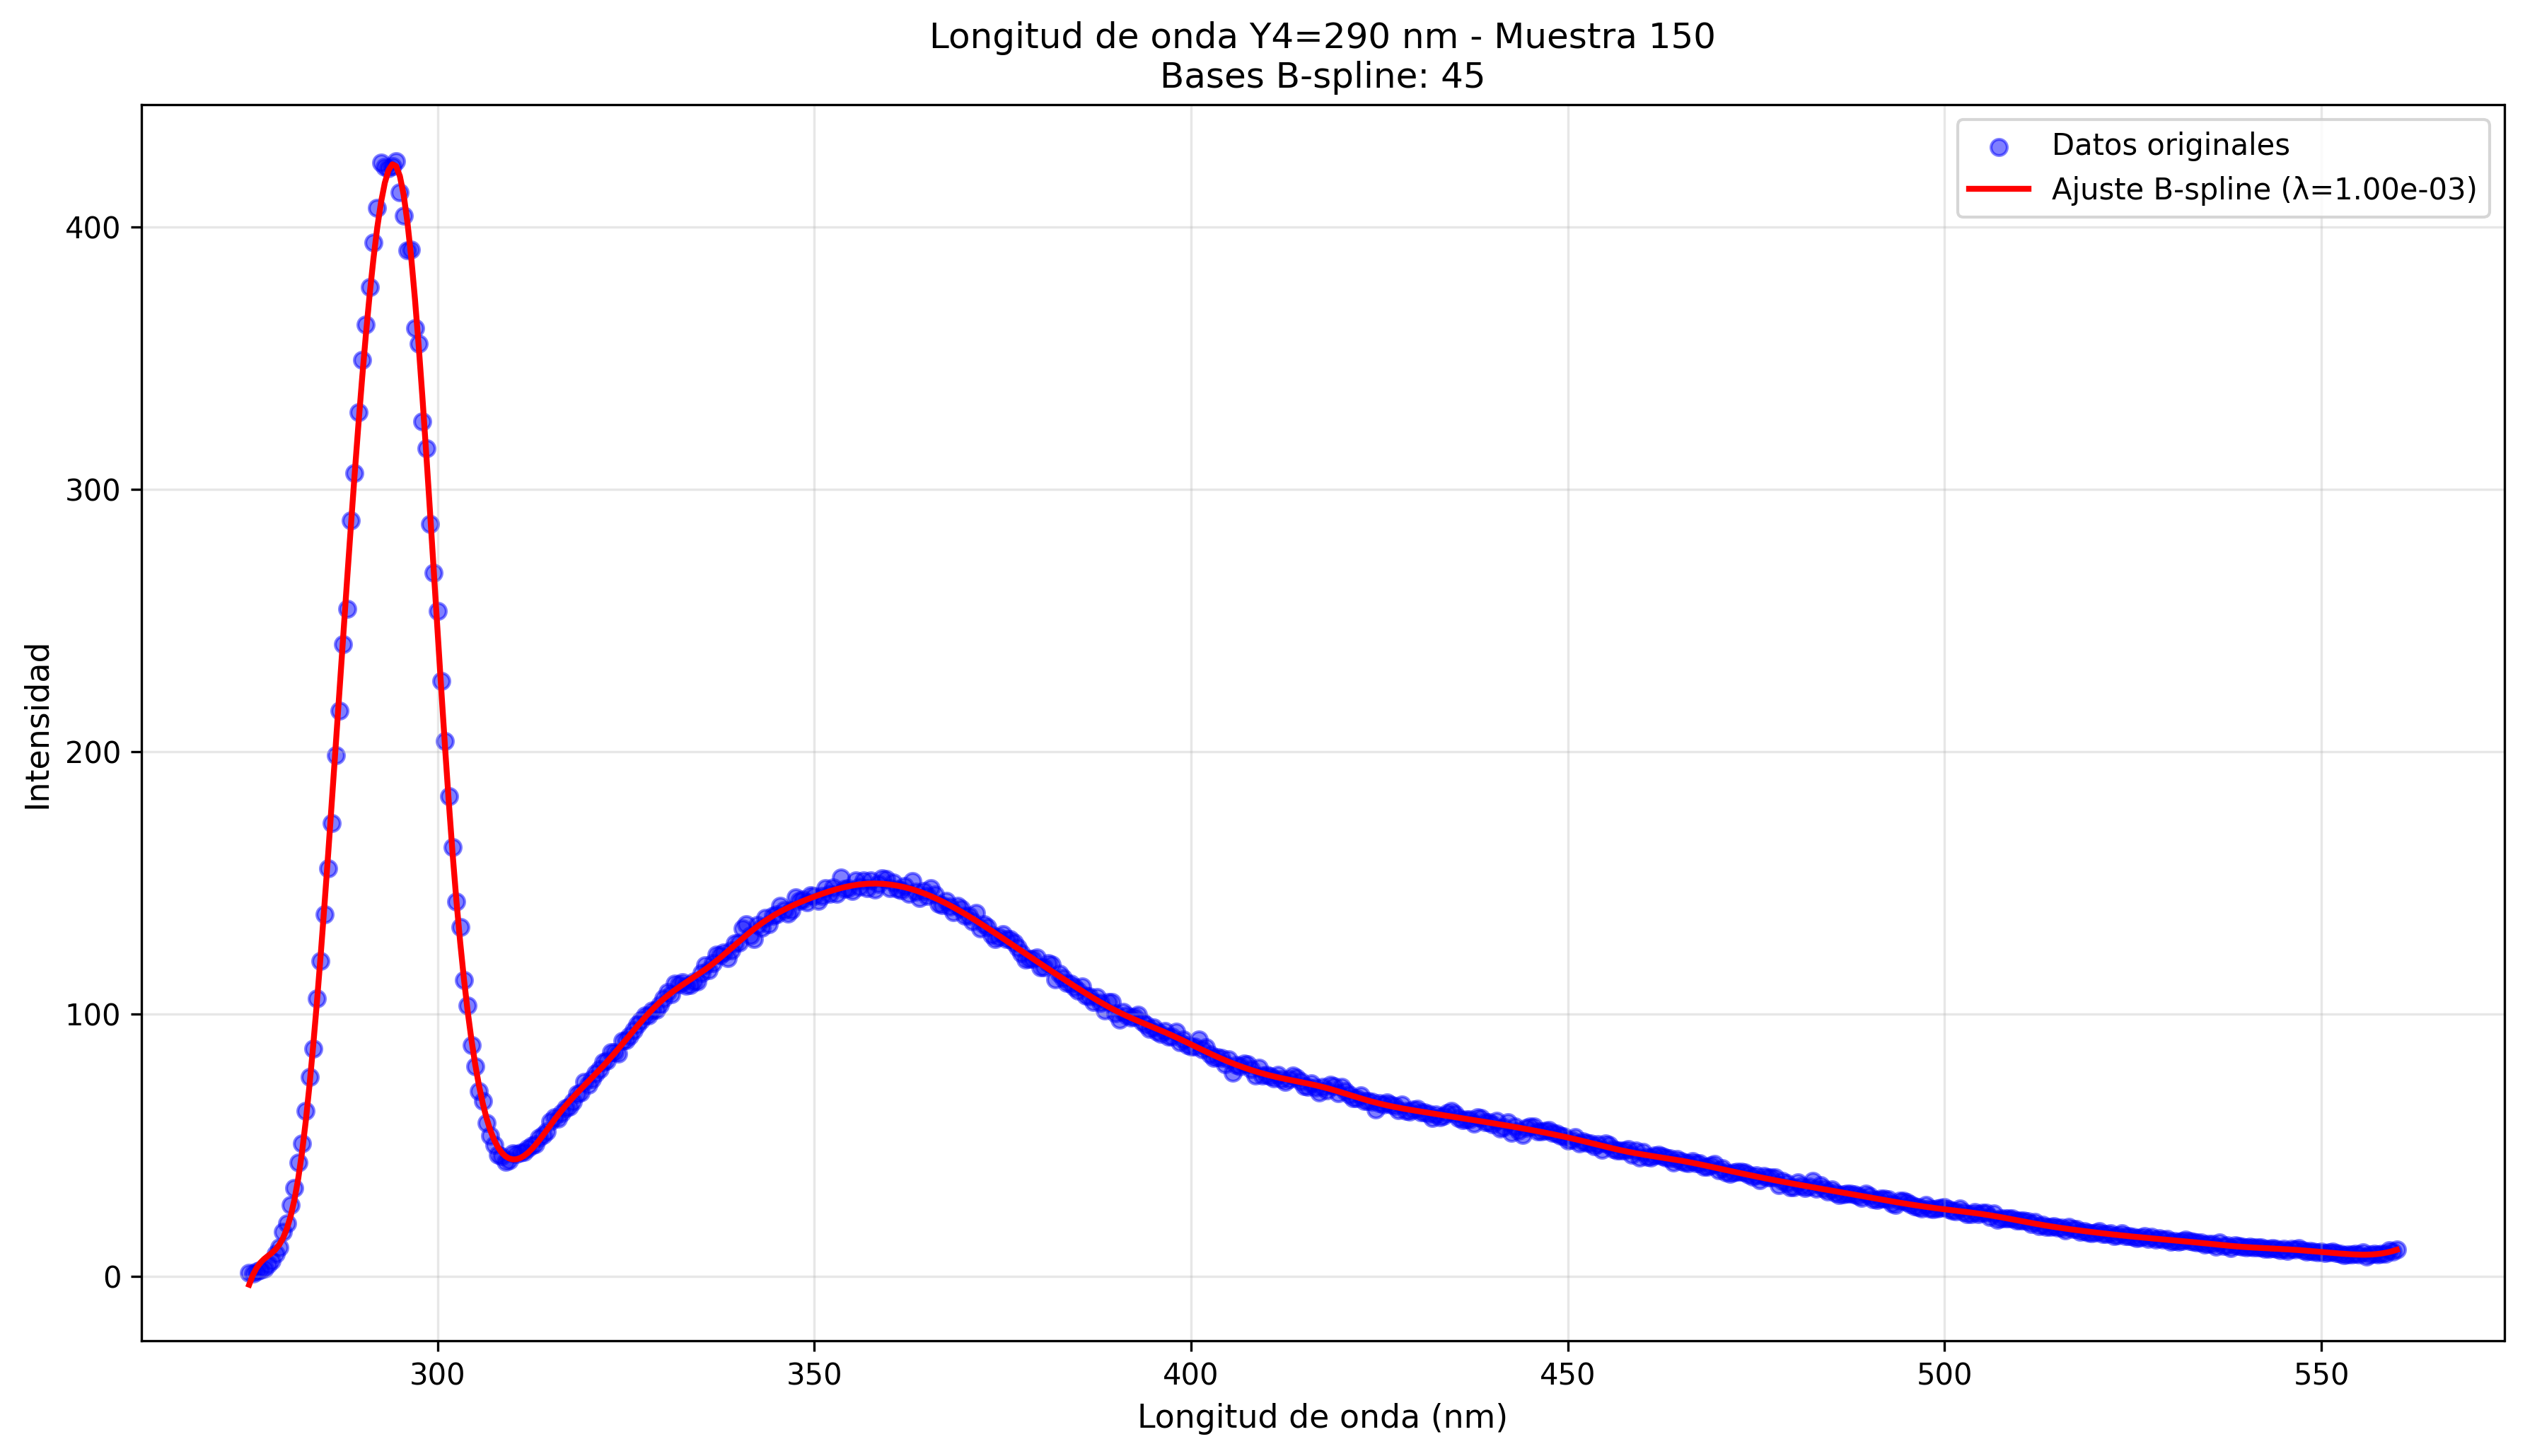 Longitud de onda Y4=290 nm - Muestra 150
Bases B-spline: 45
Datos originales
Ajuste B-spline (λ=1.00e-03)
Intensidad
400
300
200
100
0
300
350
400
450
500
550
Longitud de onda (nm)